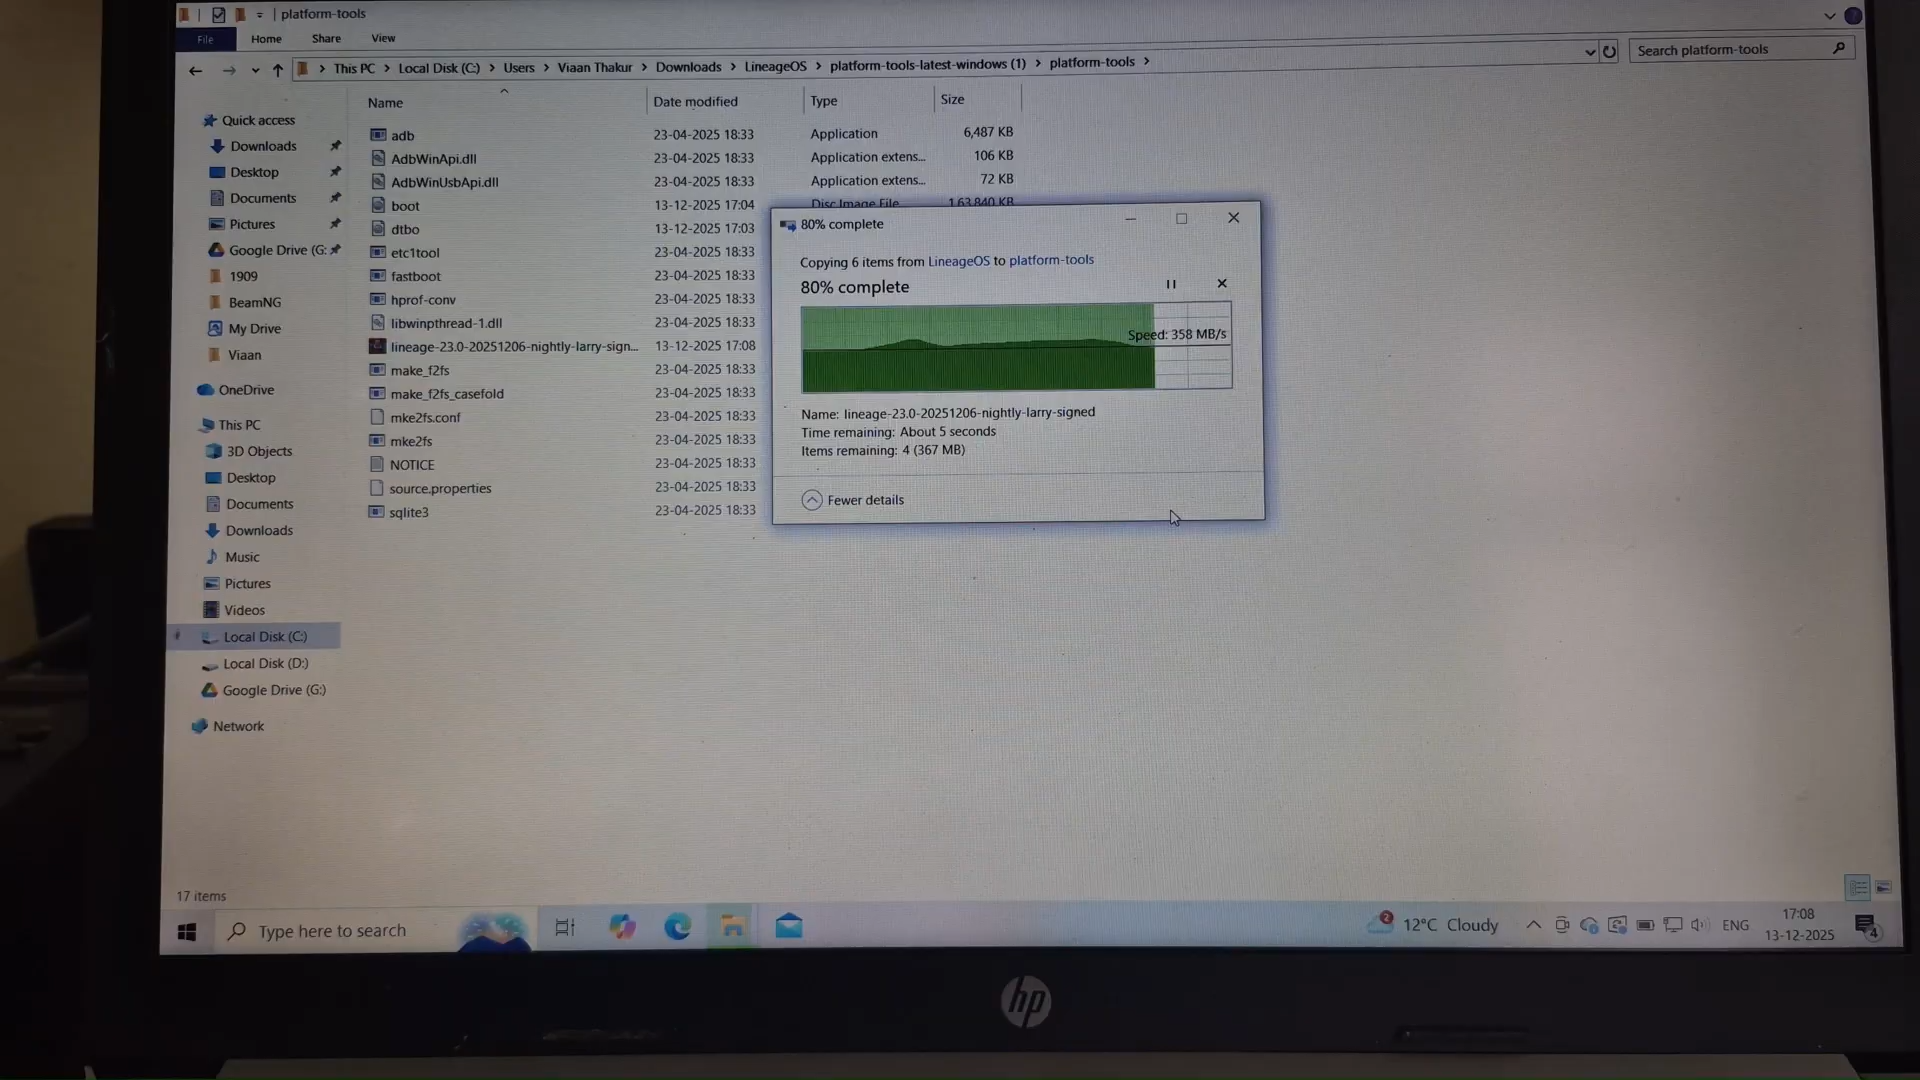 platform-tools
File Home Share View
This PC > Local Disk (C:) > Users > Viaan Thakur > Downloads > LineageOS > platform-tools-latest-windows (1) > platform-tools >
Search platform-tools
Name Date modified Type Size
Quick access
Downloads
Desktop
Documents
Pictures
Google Drive (G:
1909
BeamNG
My Drive
Viaan
OneDrive
This PC
3D Objects
Desktop
Documents
Downloads
Music
Pictures
Videos
Local Disk (C:)
Local Disk (D:)
Google Drive (G:)
Network
adb 23-04-2025 18:33 Application 6,487 KB
AdbWinApi.dll 23-04-2025 18:33 Application extens... 106 KB
AdbWinUsbApi.dll 23-04-2025 18:33 Application extens... 72 KB
boot 13-12-2025 17:04 Disc Image File 1,63,840 KB
dtbo 13-12-2025 17:03
etc1tool 23-04-2025 18:33
fastboot 23-04-2025 18:33
hprof-conv 23-04-2025 18:33
libwinpthread-1.dll 23-04-2025 18:33
lineage-23.0-20251206-nightly-larry-sign... 13-12-2025 17:08
make_f2fs 23-04-2025 18:33
make_f2fs_casefold 23-04-2025 18:33
mke2fs.conf 23-04-2025 18:33
mke2fs 23-04-2025 18:33
NOTICE 23-04-2025 18:33
source.properties 23-04-2025 18:33
sqlite3 23-04-2025 18:33
80% complete
Copying 6 items from LineageOS to platform-tools
80% complete
Speed: 358 MB/s
Name: lineage-23.0-20251206-nightly-larry-signed
Time remaining: About 5 seconds
Items remaining: 4 (367 MB)
Fewer details
17 items
Type here to search
2
12°C Cloudy
ENG
17:08
13-12-2025
4
hp